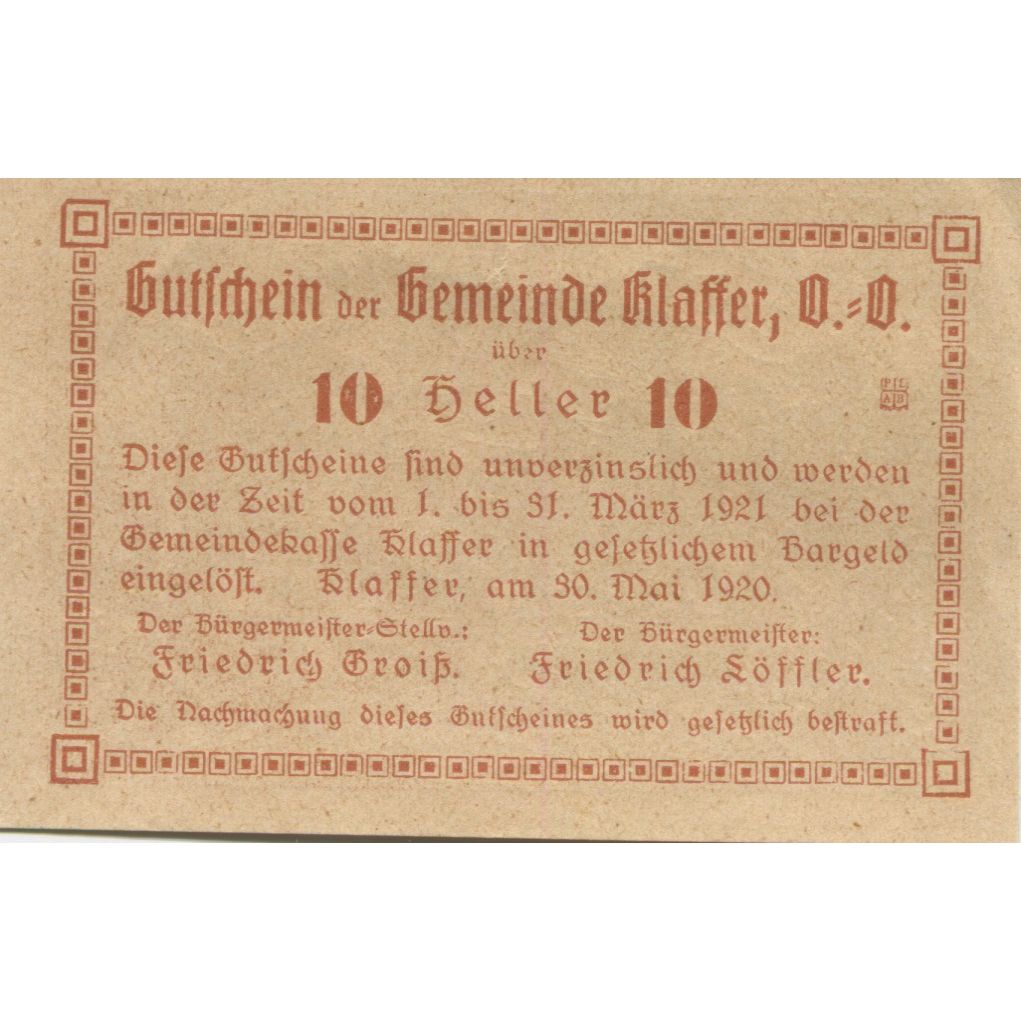 Gutschein der Gemeinde Klaffer, O.=O.
über
10 Heller 10
P L
A B
Diese Gutscheine sind unverzinslich und werden
in der Zeit vom 1. bis 31. März 1921 bei der
Gemeindekasse Klaffer in gesetzlichem Bargeld
eingelöst. Klaffer, am 30. Mai 1920.
Der Bürgermeister=Stellv.:
Friedrich Groiß.
Der Bürgermeister:
Friedrich Löffler.
Die Nachmachung dieses Gutscheines wird gesetzlich bestraft.